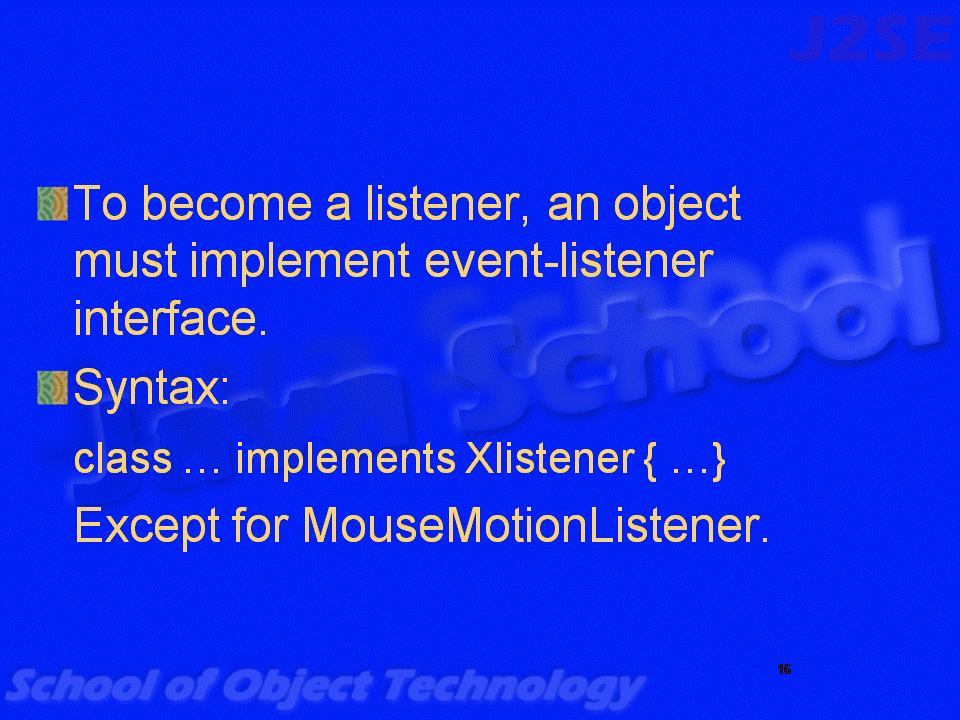 J2SE
To become a listener, an object
must implement event-listener
interface.
Syntax:
class … implements Xlistener { …}
Except for MouseMotionListener.
Java School
16
School of Object Technology